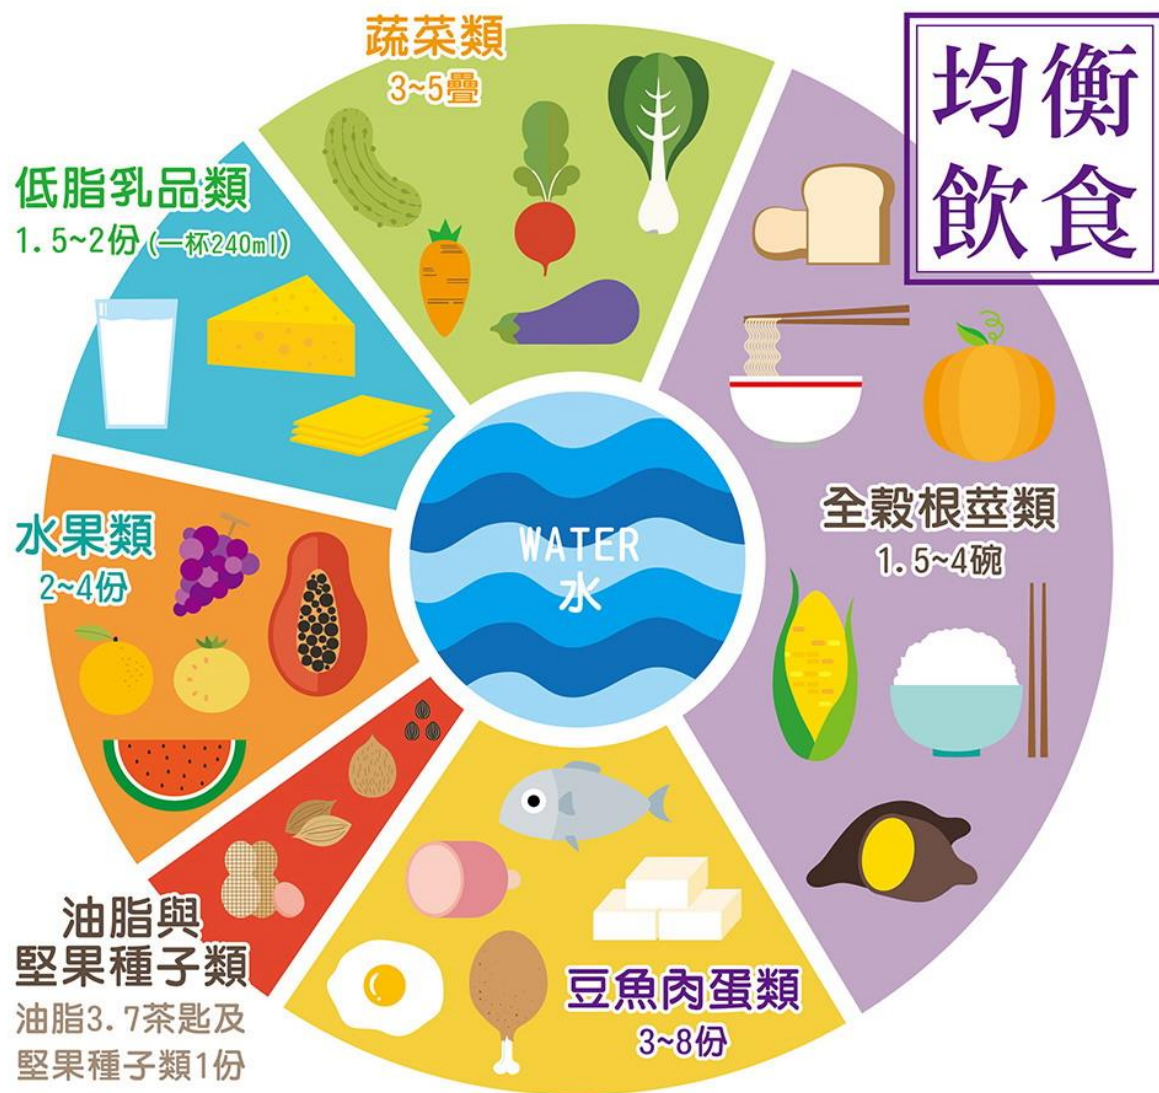 均衡
飲食
蔬菜類
3~5疊
低脂乳品類
1.5~2份(一杯240ml)
水果類
2~4份
WATER
水
全穀根莖類
1.5~4碗
油脂與
堅果種子類
油脂3.7茶匙及
堅果種子類1份
豆魚肉蛋類
3~8份